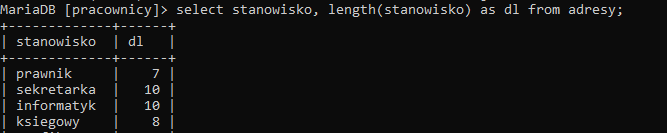 MariaDB [pracownicy]> select stanowisko, length(stanowisko) as dl from adresy;
+-------------+------+
| stanowisko  | dl   |
+-------------+------+
| prawnik     |    7 |
| sekretarka  |   10 |
| informatyk  |   10 |
| ksiegowy    |    8 |